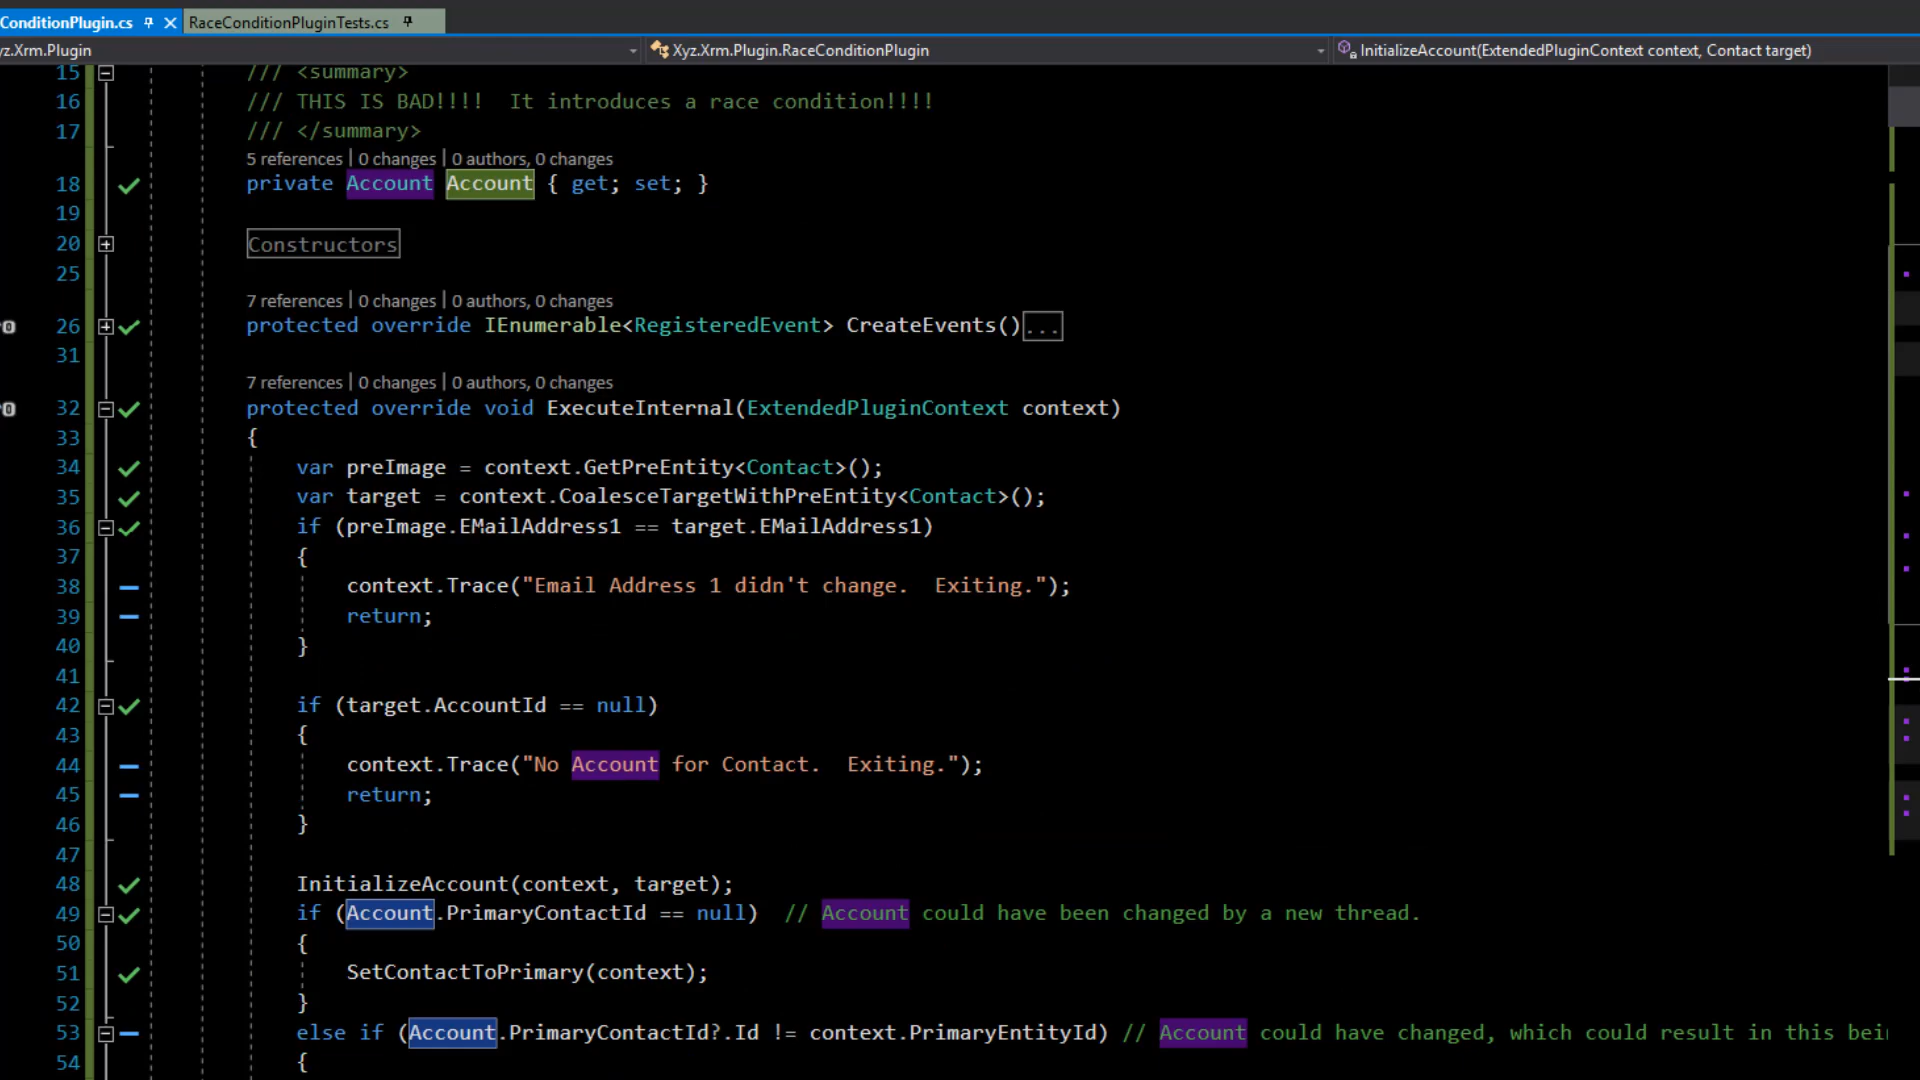 ConditionPlugin.cs
RaceConditionPluginTests.cs
yz.Xrm.Plugin
Xyz.Xrm.Plugin.RaceConditionPlugin
InitializeAccount(ExtendedPluginContext context, Contact target)
15 /// <summary>
16 /// THIS IS BAD!!!!  It introduces a race condition!!!!
17 /// </summary>
5 references | 0 changes | 0 authors, 0 changes
18 private Account Account { get; set; }
19
20 Constructors
25
7 references | 0 changes | 0 authors, 0 changes
26 protected override IEnumerable<RegisteredEvent> CreateEvents()...
31
7 references | 0 changes | 0 authors, 0 changes
32 protected override void ExecuteInternal(ExtendedPluginContext context)
33 {
34 var preImage = context.GetPreEntity<Contact>();
35 var target = context.CoalesceTargetWithPreEntity<Contact>();
36 if (preImage.EMailAddress1 == target.EMailAddress1)
37 {
38 context.Trace("Email Address 1 didn't change.  Exiting.");
39 return;
40 }
41
42 if (target.AccountId == null)
43 {
44 context.Trace("No Account for Contact.  Exiting.");
45 return;
46 }
47
48 InitializeAccount(context, target);
49 if (Account.PrimaryContactId == null)  // Account could have been changed by a new thread.
50 {
51 SetContactToPrimary(context);
52 }
53 else if (Account.PrimaryContactId?.Id != context.PrimaryEntityId) // Account could have changed, which could result in this bei
54 {